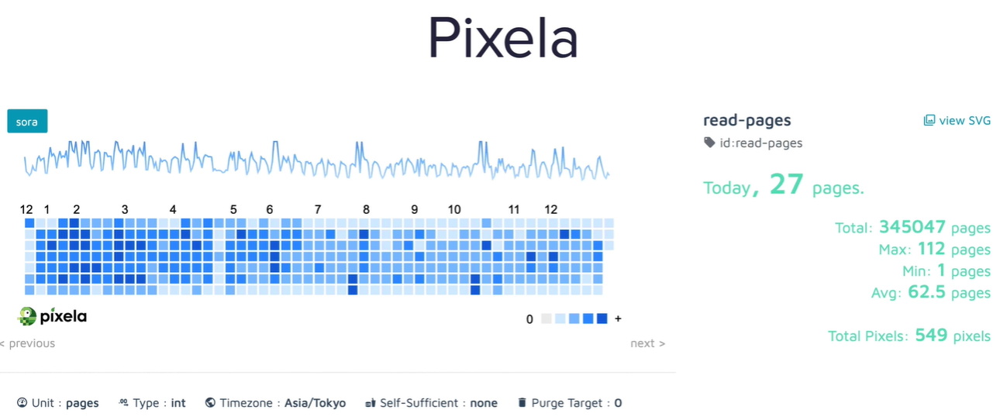 Pixela
sora
12 1 2 3 4 5 6 7 8 9 10 11 12
pixela
0 +
< previous
next >
Unit : pages
.00 Type : int
Timezone : Asia/Tokyo
Self-Sufficient : none
Purge Target : 0
read-pages
view SVG
id:read-pages
Today, 27 pages.
Total: 345047 pages
Max: 112 pages
Min: 1 pages
Avg: 62.5 pages
Total Pixels: 549 pixels